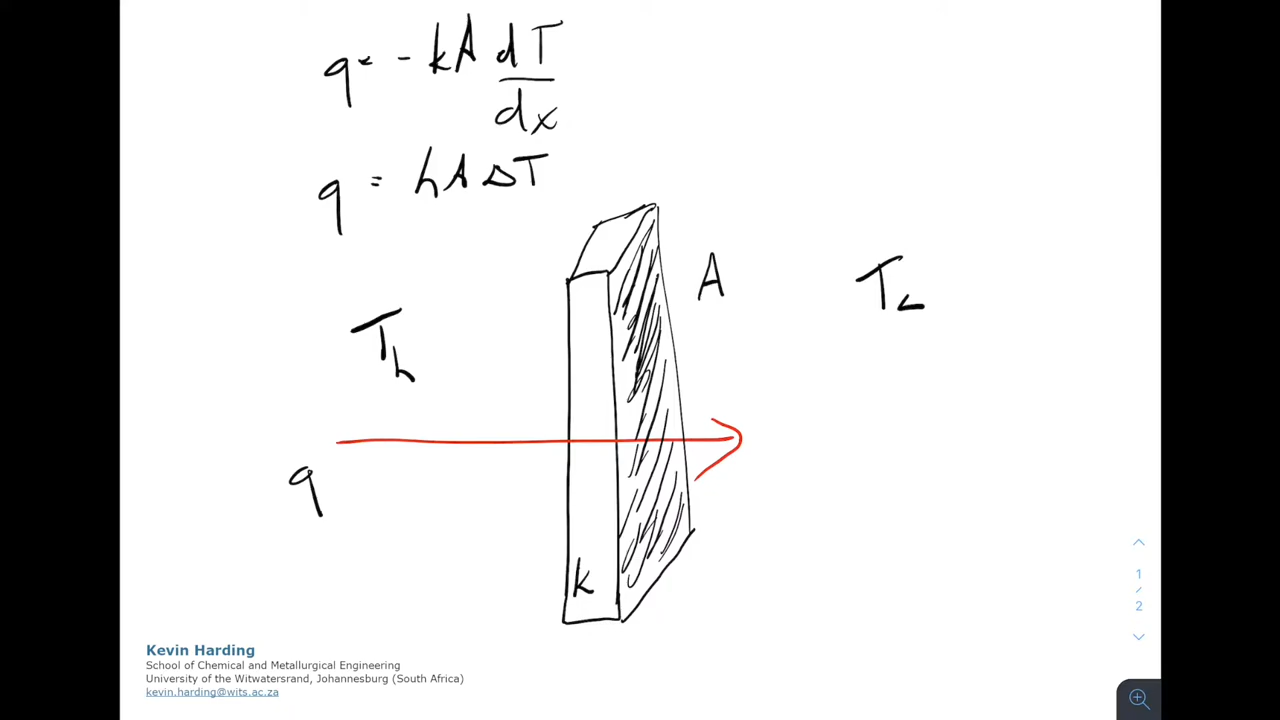 q = - kA dT
dx
q = hAΔT
A
T_c
T_h
q
k
1
/
2
Kevin Harding
School of Chemical and Metallurgical Engineering
University of the Witwatersrand, Johannesburg (South Africa)
kevin.harding@wits.ac.za